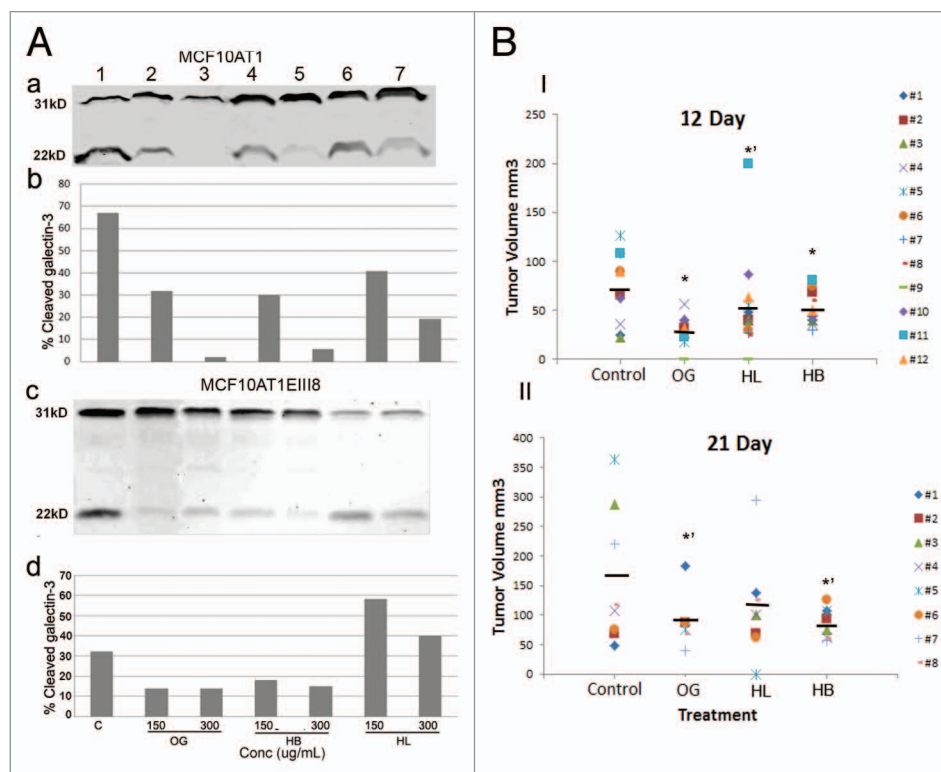 A
MCF10AT1
1 2 3 4 5 6 7
a
31kD
22kD
b
% Cleaved galectin-3
80
70
60
50
40
30
20
10
0
MCF10AT1EIII8
c
31kD
22kD
d
% Cleaved galectin-3
70
60
50
40
30
20
10
0
C 150 300 150 300 150 300
OG HB HL
Conc (ug/mL)
B
I
12 Day
Tumor Volume mm3
250
200
150
100
50
0
* *' *
Control OG HL HB
#1
#2
#3
#4
#5
#6
#7
#8
#9
#10
#11
#12
II
21 Day
Tumor Volume mm3
400
350
300
250
200
150
100
50
0
*' *'
Control OG HL HB
Treatment
#1
#2
#3
#4
#5
#6
#7
#8